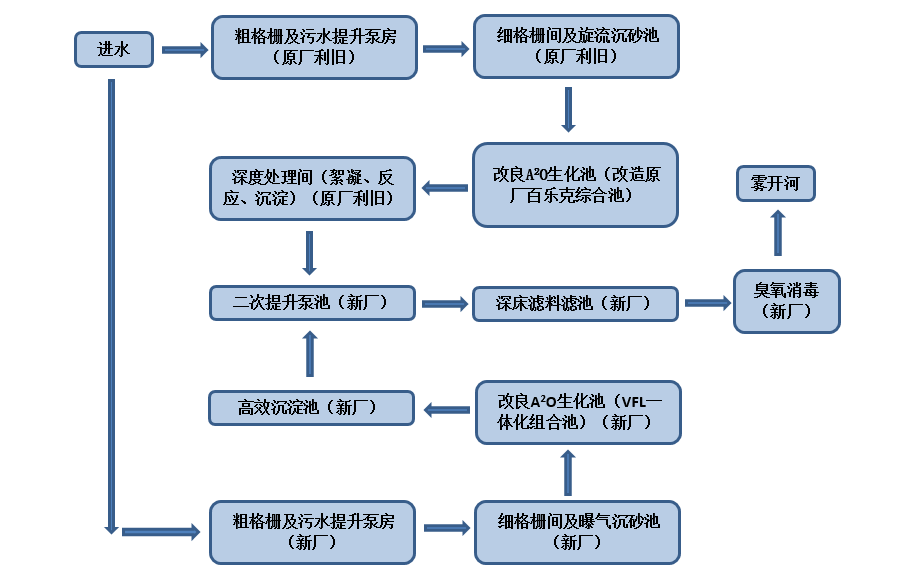 进水
粗格栅及污水提升泵房
（原厂利旧）
细格栅间及旋流沉砂池
（原厂利旧）
改良A²O生化池（改造原
厂百乐克综合池）
深度处理间（絮凝、反
应、沉淀）（原厂利旧）
雾开河
二次提升泵池（新厂）
深床滤料滤池（新厂）
臭氧消毒
（新厂）
高效沉淀池（新厂）
改良A²O生化池（VFL一
体化组合池）（新厂）
粗格栅及污水提升泵房
（新厂）
细格栅间及曝气沉砂池
（新厂）